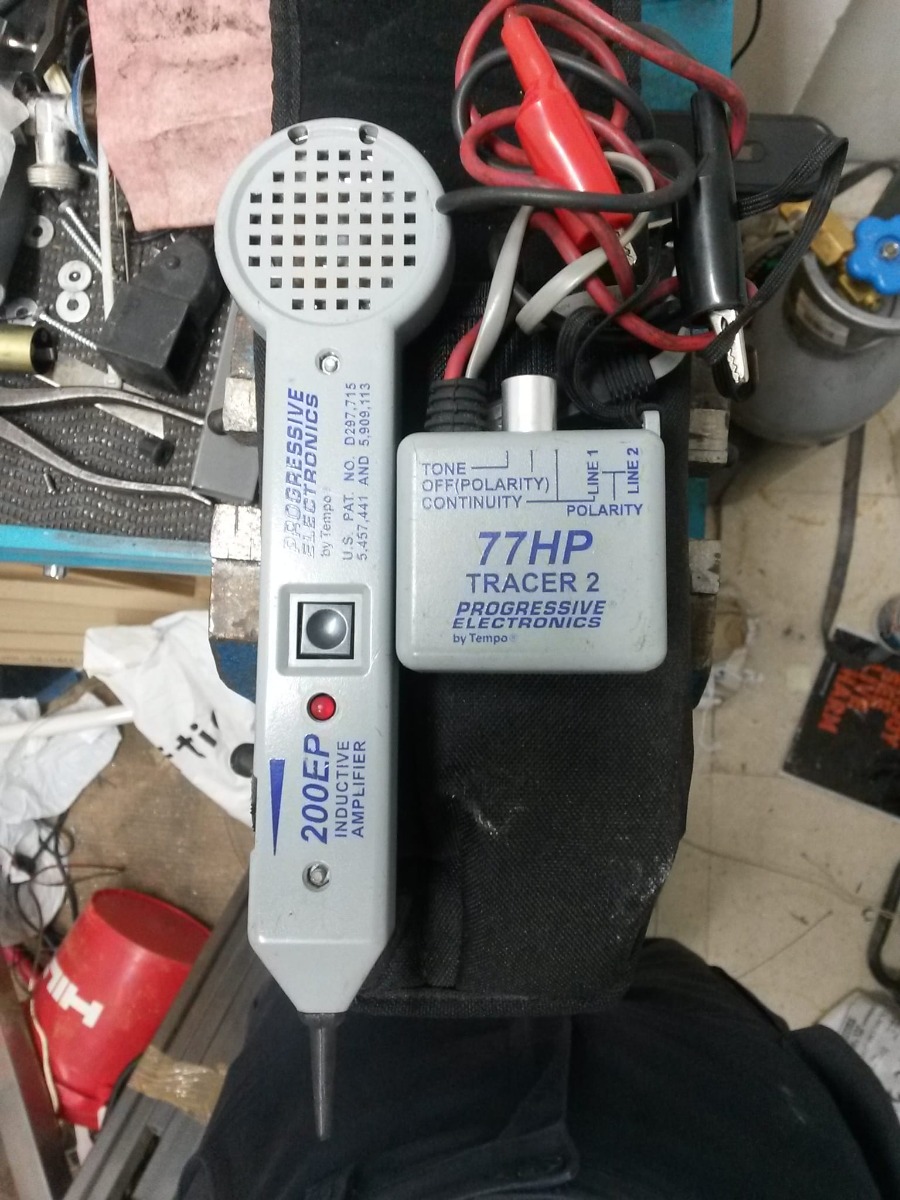 PROGRESSIVE
ELECTRONICS
by Tempo®
U.S. PAT. NO. D297,715
5,457,441 AND 5,909,113
200EP
INDUCTIVE
AMPLIFIER
TONE
OFF(POLARITY)
CONTINUITY
LINE 1
LINE 2
POLARITY
77HP
TRACER 2
PROGRESSIVE®
ELECTRONICS
by Tempo®
HILTI